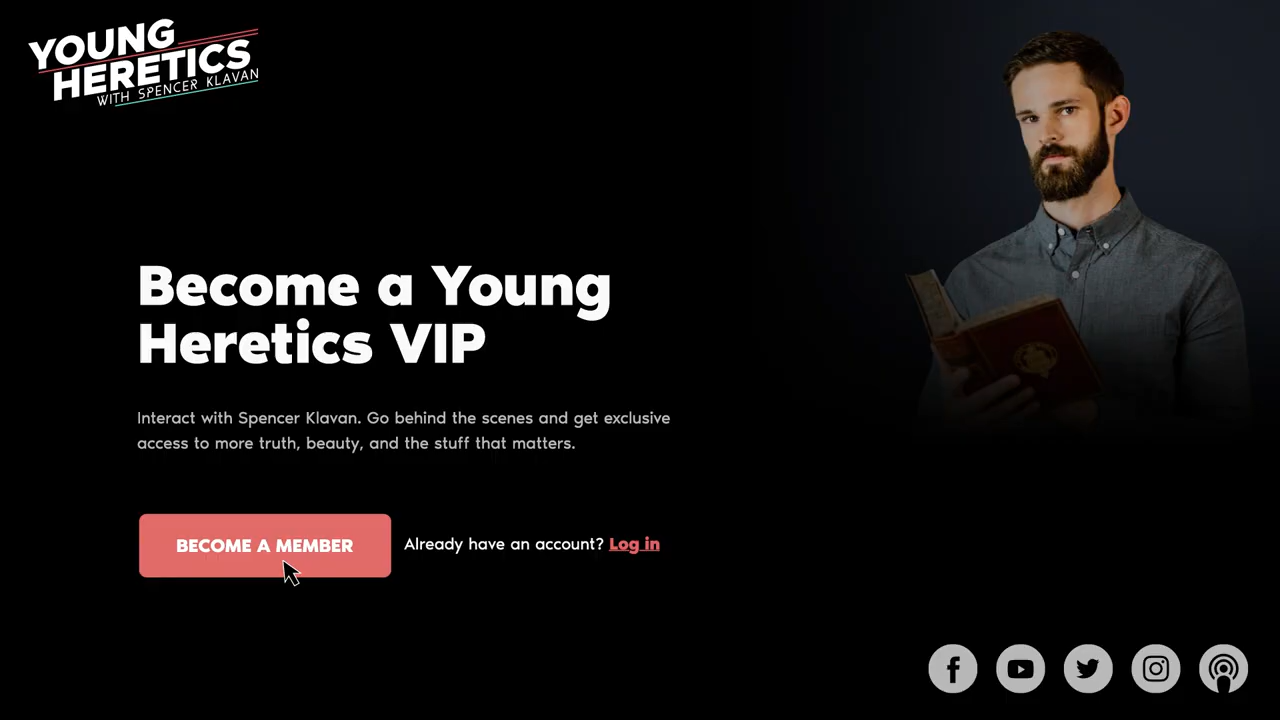 YOUNG
HERETICS
WITH SPENCER KLAVAN
Become a Young
Heretics VIP
Interact with Spencer Klavan. Go behind the scenes and get exclusive
access to more truth, beauty, and the stuff that matters.
BECOME A MEMBER
Already have an account? Log in